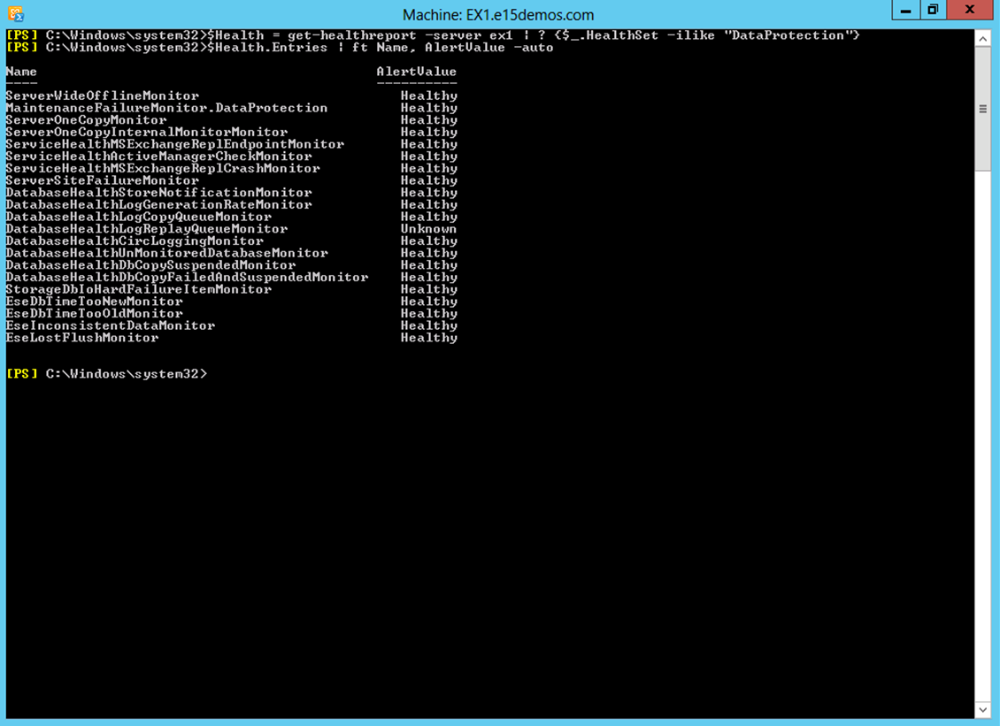 Machine: EX1.e15demos.com
[PS] C:\Windows\system32>$Health = get-healthreport -server ex1 | ? {$_.HealthSet -ilike "DataProtection"}
[PS] C:\Windows\system32>$Health.Entries | ft Name, AlertValue -auto
Name AlertValue
---- ----------
ServerWideOfflineMonitor Healthy
MaintenanceFailureMonitor.DataProtection Healthy
ServerOneCopyMonitor Healthy
ServerOneCopyInternalMonitorMonitor Healthy
ServiceHealthMSExchangeReplEndpointMonitor Healthy
ServiceHealthActiveManagerCheckMonitor Healthy
ServiceHealthMSExchangeReplCrashMonitor Healthy
ServerSiteFailureMonitor Healthy
DatabaseHealthStoreNotificationMonitor Healthy
DatabaseHealthLogGenerationRateMonitor Healthy
DatabaseHealthLogCopyQueueMonitor Healthy
DatabaseHealthLogReplayQueueMonitor Unknown
DatabaseHealthCircLoggingMonitor Healthy
DatabaseHealthUnMonitoredDatabaseMonitor Healthy
DatabaseHealthDbCopySuspendedMonitor Healthy
DatabaseHealthDbCopyFailedAndSuspendedMonitor Healthy
StorageDbIoHardFailureItemMonitor Healthy
EseDbTimeTooNewMonitor Healthy
EseDbTimeTooOldMonitor Healthy
EseInconsistentDataMonitor Healthy
EseLostFlushMonitor Healthy
[PS] C:\Windows\system32>